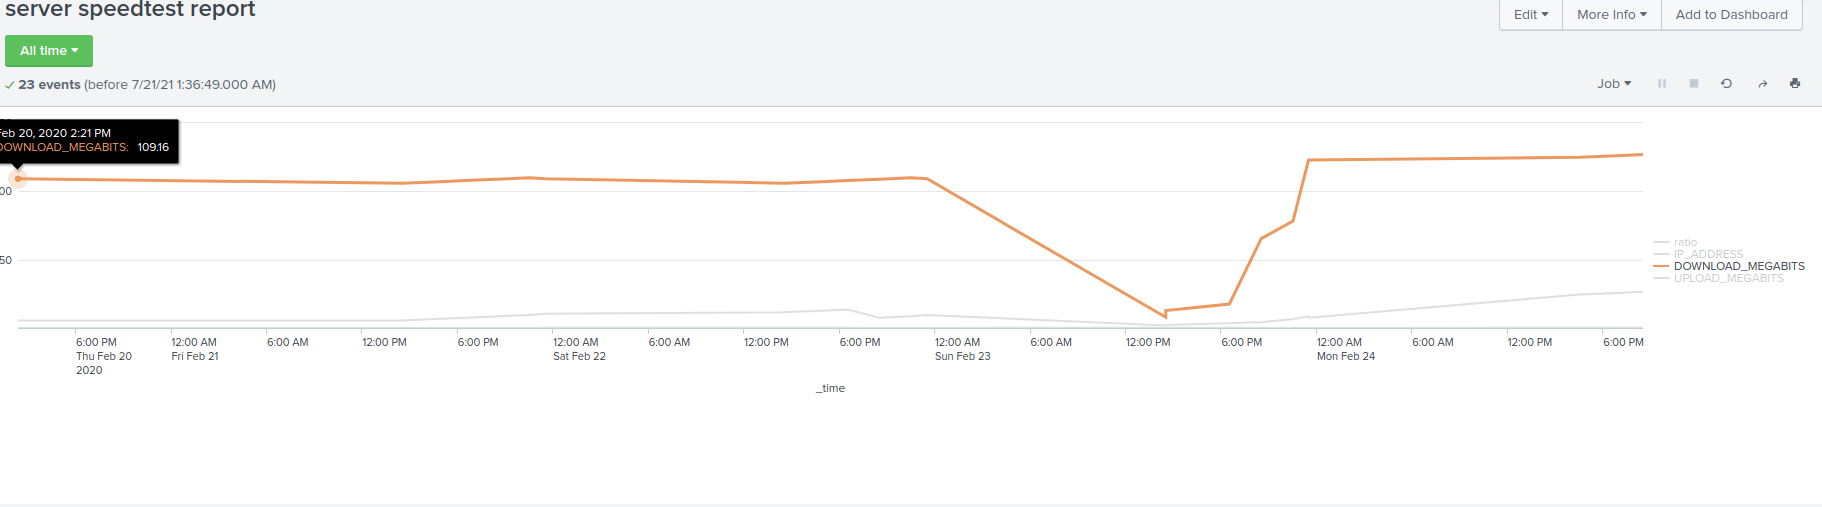 server speedtest report
Edit More Info Add to Dashboard
All time
23 events (before 7/21/21 1:36:49.000 AM)
Job
Feb 20, 2020 2:21 PM
DOWNLOAD_MEGABITS: 109.16
00
50
ratio
IP_ADDRESS
DOWNLOAD_MEGABITS
UPLOAD_MEGABITS
6:00 PM 12:00 AM 6:00 AM 12:00 PM 6:00 PM 12:00 AM 6:00 AM 12:00 PM 6:00 PM 12:00 AM 6:00 AM 12:00 PM 6:00 PM 12:00 AM 6:00 AM 12:00 PM 6:00 PM
Thu Feb 20 Fri Feb 21 Sat Feb 22 Sun Feb 23 Mon Feb 24
2020
_time